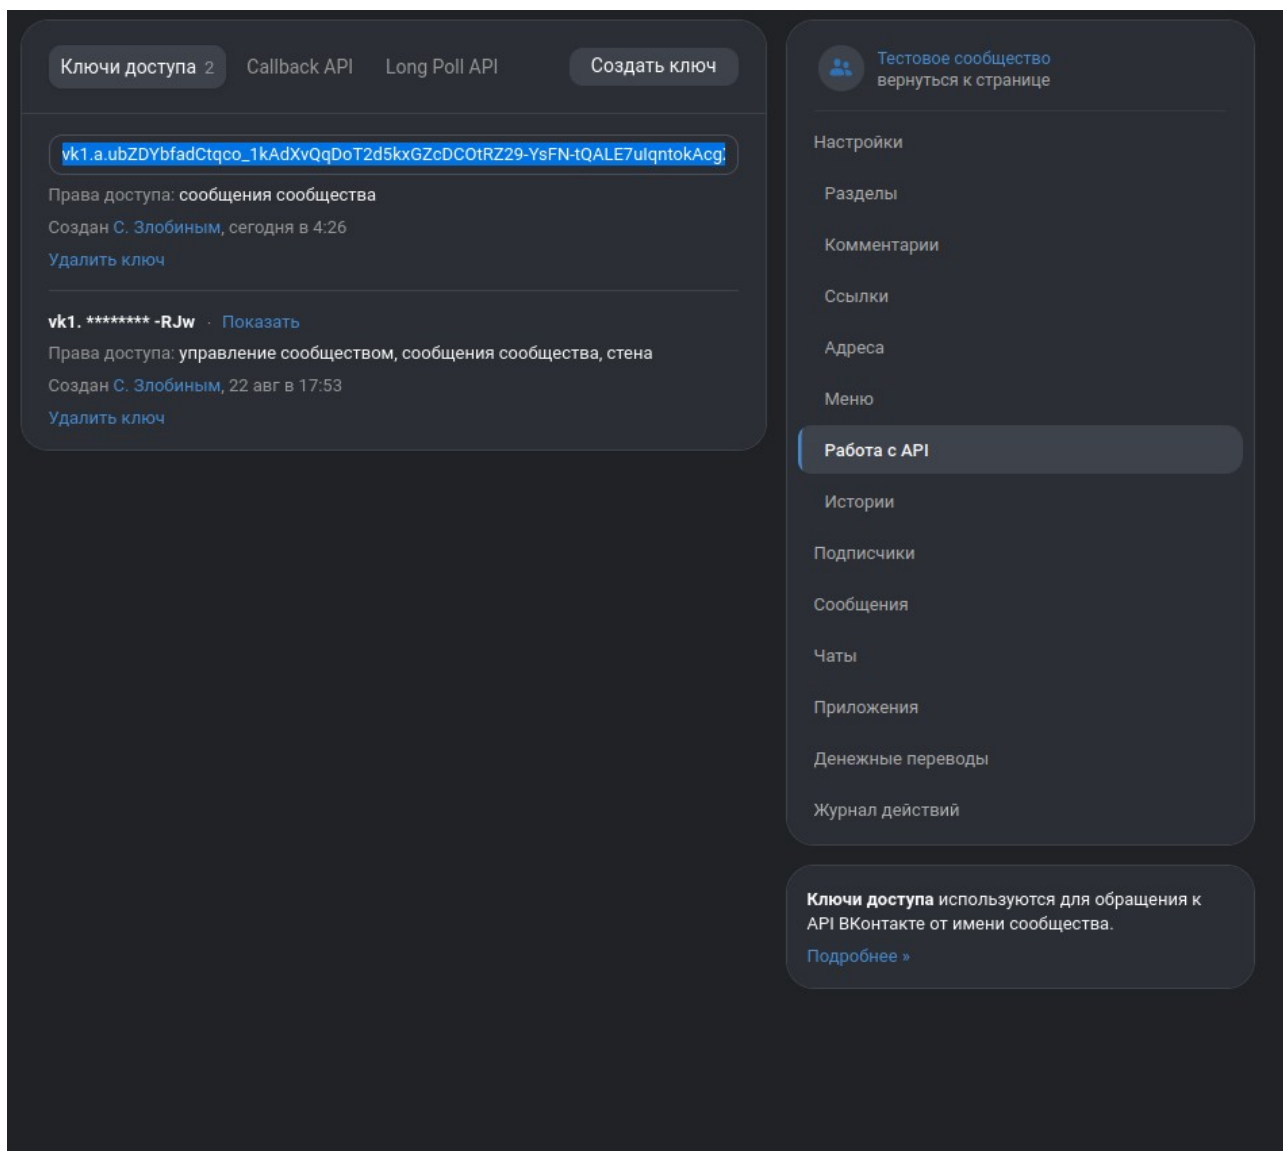 Ключи доступа 2
Callback API
Long Poll API
Создать ключ
vk1.a.ubZDYbfadCtqco_1kAdXvQqDoT2d5kxGZcDCOtRZ29-YsFN-tQALE7uIqntokAcg
Права доступа: сообщения сообщества
Создан С. Злобиным, сегодня в 4:26
Удалить ключ
vk1. ******** -RJw · Показать
Права доступа: управление сообществом, сообщения сообщества, стена
Создан С. Злобиным, 22 авг в 17:53
Удалить ключ
Тестовое сообщество
вернуться к странице
Настройки
Разделы
Комментарии
Ссылки
Адреса
Меню
Работа с API
Истории
Подписчики
Сообщения
Чаты
Приложения
Денежные переводы
Журнал действий
Ключи доступа используются для обращения к
API ВКонтакте от имени сообщества.
Подробнее »